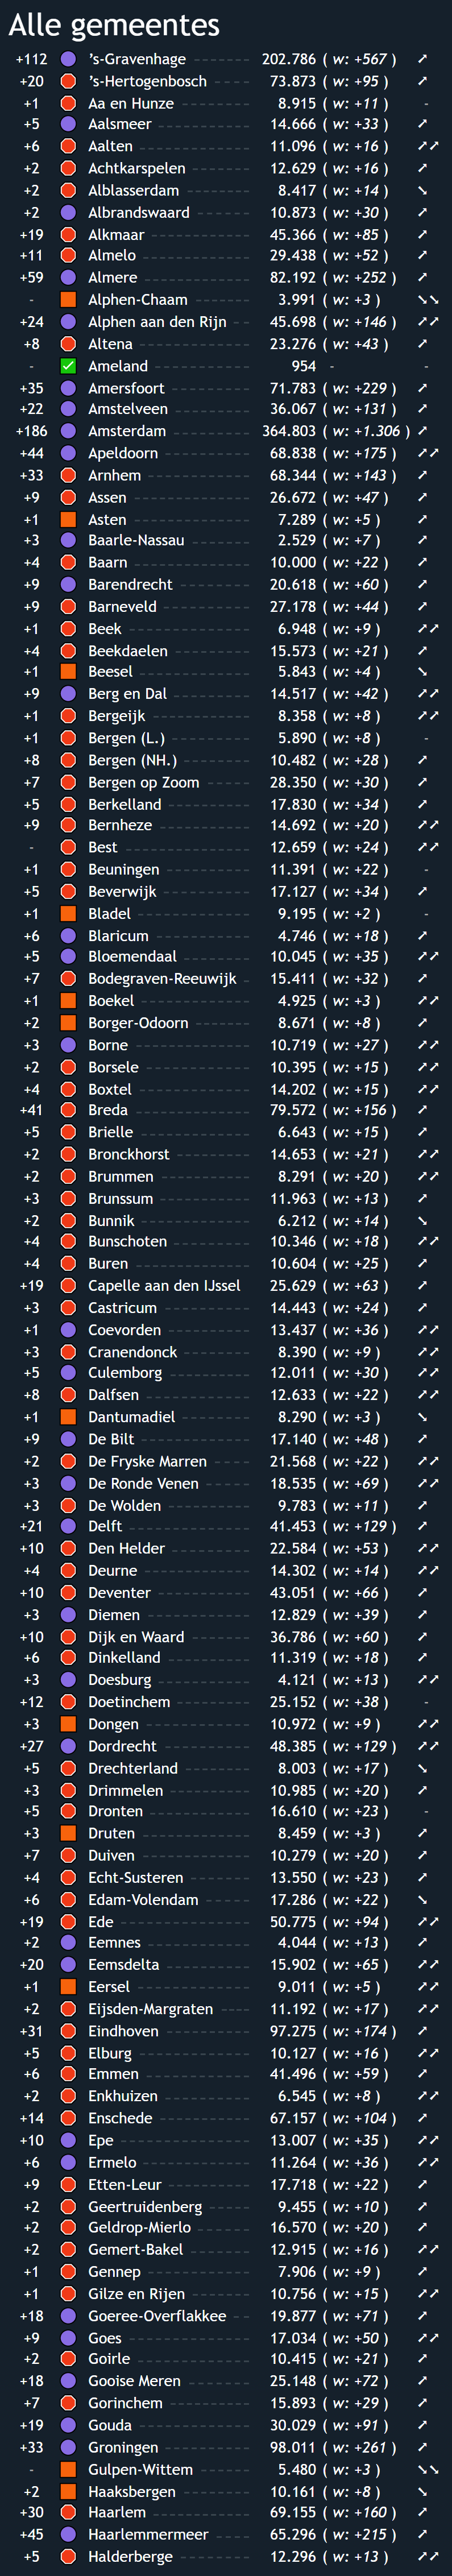 Alle gemeentes
+112 ’s-Gravenhage 202.786 ( w: +567 )
+20 ’s-Hertogenbosch 73.873 ( w: +95 )
+1 Aa en Hunze 8.915 ( w: +11 ) -
+5 Aalsmeer 14.666 ( w: +33 )
+6 Aalten 11.096 ( w: +16 )
+2 Achtkarspelen 12.629 ( w: +16 )
+2 Alblasserdam 8.417 ( w: +14 )
+2 Albrandswaard 10.873 ( w: +30 )
+19 Alkmaar 45.366 ( w: +85 )
+11 Almelo 29.438 ( w: +52 )
+59 Almere 82.192 ( w: +252 )
- Alphen-Chaam 3.991 ( w: +3 )
+24 Alphen aan den Rijn 45.698 ( w: +146 )
+8 Altena 23.276 ( w: +43 )
- Ameland 954 - -
+35 Amersfoort 71.783 ( w: +229 )
+22 Amstelveen 36.067 ( w: +131 )
+186 Amsterdam 364.803 ( w: +1.306 )
+44 Apeldoorn 68.838 ( w: +175 )
+33 Arnhem 68.344 ( w: +143 )
+9 Assen 26.672 ( w: +47 )
+1 Asten 7.289 ( w: +5 )
+3 Baarle-Nassau 2.529 ( w: +7 )
+4 Baarn 10.000 ( w: +22 )
+9 Barendrecht 20.618 ( w: +60 )
+9 Barneveld 27.178 ( w: +44 )
+1 Beek 6.948 ( w: +9 )
+4 Beekdaelen 15.573 ( w: +21 )
+1 Beesel 5.843 ( w: +4 )
+9 Berg en Dal 14.517 ( w: +42 )
+1 Bergeijk 8.358 ( w: +8 )
+1 Bergen (L.) 5.890 ( w: +8 ) -
+8 Bergen (NH.) 10.482 ( w: +28 )
+7 Bergen op Zoom 28.350 ( w: +30 )
+5 Berkelland 17.830 ( w: +34 )
+9 Bernheze 14.692 ( w: +20 )
- Best 12.659 ( w: +24 )
+1 Beuningen 11.391 ( w: +22 ) -
+5 Beverwijk 17.127 ( w: +34 )
+1 Bladel 9.195 ( w: +2 ) -
+6 Blaricum 4.746 ( w: +18 )
+5 Bloemendaal 10.045 ( w: +35 )
+7 Bodegraven-Reeuwijk 15.411 ( w: +32 )
+1 Boekel 4.925 ( w: +3 )
+2 Borger-Odoorn 8.671 ( w: +8 )
+3 Borne 10.719 ( w: +27 )
+2 Borsele 10.395 ( w: +15 )
+4 Boxtel 14.202 ( w: +15 )
+41 Breda 79.572 ( w: +156 )
+5 Brielle 6.643 ( w: +15 )
+2 Bronckhorst 14.653 ( w: +21 )
+2 Brummen 8.291 ( w: +20 )
+3 Brunssum 11.963 ( w: +13 )
+2 Bunnik 6.212 ( w: +14 )
+4 Bunschoten 10.346 ( w: +18 )
+4 Buren 10.604 ( w: +25 )
+19 Capelle aan den IJssel 25.629 ( w: +63 )
+3 Castricum 14.443 ( w: +24 )
+1 Coevorden 13.437 ( w: +36 )
+3 Cranendonck 8.390 ( w: +9 )
+5 Culemborg 12.011 ( w: +30 )
+8 Dalfsen 12.633 ( w: +22 )
+1 Dantumadiel 8.290 ( w: +3 )
+9 De Bilt 17.140 ( w: +48 )
+2 De Fryske Marren 21.568 ( w: +22 )
+3 De Ronde Venen 18.535 ( w: +69 )
+3 De Wolden 9.783 ( w: +11 )
+21 Delft 41.453 ( w: +129 )
+10 Den Helder 22.584 ( w: +53 )
+4 Deurne 14.302 ( w: +14 )
+10 Deventer 43.051 ( w: +66 )
+3 Diemen 12.829 ( w: +39 )
+10 Dijk en Waard 36.786 ( w: +60 )
+6 Dinkelland 11.319 ( w: +18 )
+3 Doesburg 4.121 ( w: +13 )
+12 Doetinchem 25.152 ( w: +38 ) -
+3 Dongen 10.972 ( w: +9 )
+27 Dordrecht 48.385 ( w: +129 )
+5 Drechterland 8.003 ( w: +17 )
+3 Drimmelen 10.985 ( w: +20 )
+5 Dronten 16.610 ( w: +23 ) -
+3 Druten 8.459 ( w: +3 )
+7 Duiven 10.279 ( w: +20 )
+4 Echt-Susteren 13.550 ( w: +23 )
+6 Edam-Volendam 17.286 ( w: +22 )
+19 Ede 50.775 ( w: +94 )
+2 Eemnes 4.044 ( w: +13 )
+20 Eemsdelta 15.902 ( w: +65 )
+1 Eersel 9.011 ( w: +5 )
+2 Eijsden-Margraten 11.192 ( w: +17 )
+31 Eindhoven 97.275 ( w: +174 )
+5 Elburg 10.127 ( w: +16 )
+6 Emmen 41.496 ( w: +59 )
+2 Enkhuizen 6.545 ( w: +8 )
+14 Enschede 67.157 ( w: +104 )
+10 Epe 13.007 ( w: +35 )
+6 Ermelo 11.264 ( w: +36 )
+9 Etten-Leur 17.718 ( w: +22 )
+2 Geertruidenberg 9.455 ( w: +10 )
+2 Geldrop-Mierlo 16.570 ( w: +20 )
+2 Gemert-Bakel 12.915 ( w: +16 )
+1 Gennep 7.906 ( w: +9 )
+1 Gilze en Rijen 10.756 ( w: +15 )
+18 Goeree-Overflakkee 19.877 ( w: +71 )
+9 Goes 17.034 ( w: +50 )
+2 Goirle 10.415 ( w: +21 )
+18 Gooise Meren 25.148 ( w: +72 )
+7 Gorinchem 15.893 ( w: +29 )
+19 Gouda 30.029 ( w: +91 )
+33 Groningen 98.011 ( w: +261 )
- Gulpen-Wittem 5.480 ( w: +3 )
+2 Haaksbergen 10.161 ( w: +8 )
+30 Haarlem 69.155 ( w: +160 )
+45 Haarlemmermeer 65.296 ( w: +215 )
+5 Halderberge 12.296 ( w: +13 )